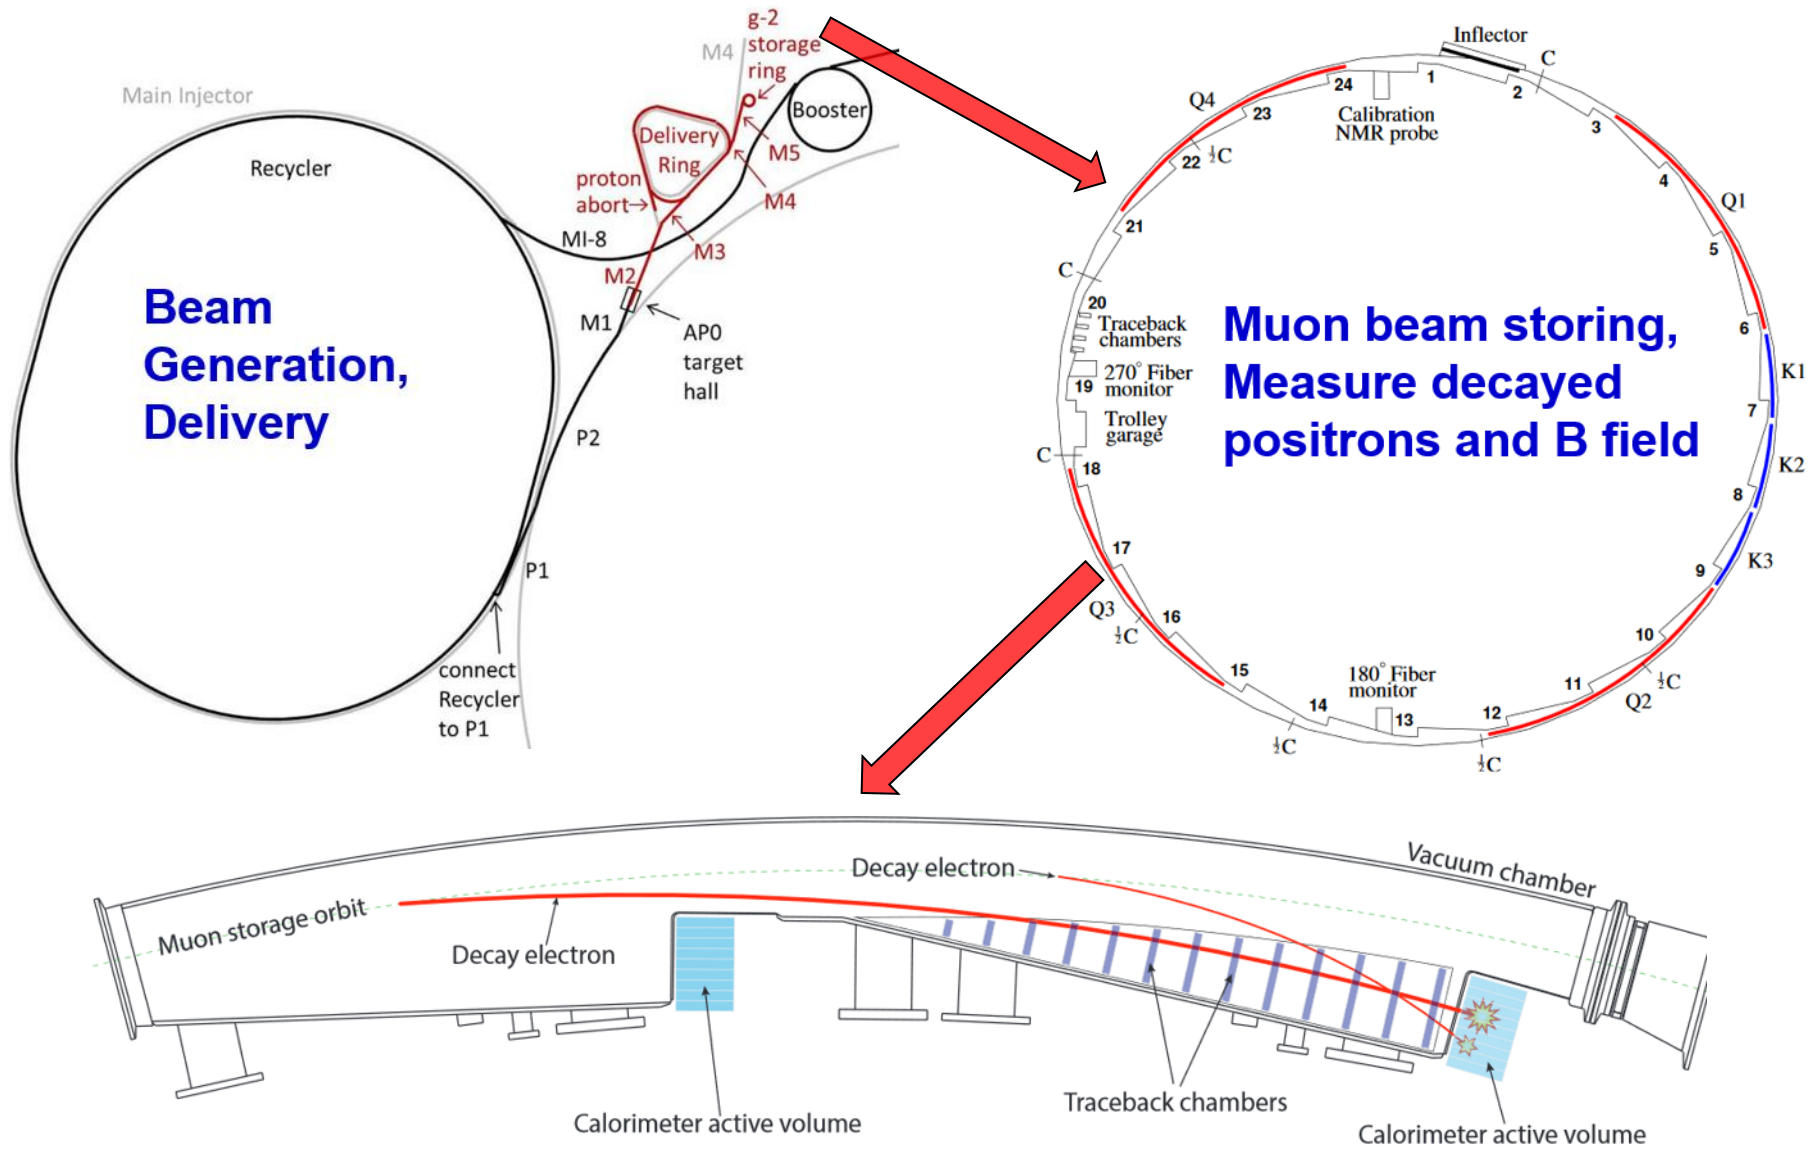 g-2
storage
ring
M4
Main Injector
Recycler
Delivery
Ring
Booster
M5
proton
abort→
M4
MI-8
M3
M2
M1
AP0
target
hall
P2
P1
connect
Recycler
to P1
Beam
Generation,
Delivery
Inflector
C
1
2
24
Calibration
NMR probe
Q4
23
3
22
½C
4
Q1
21
5
C
20
Traceback
chambers
6
270° Fiber
monitor
19
K1
7
Trolley
garage
C
18
K2
8
Muon beam storing,
Measure decayed
positrons and B field
17
K3
9
Q3
½C
16
10
15
180° Fiber
monitor
11
½C
Q2
14
13
12
½C
½C
Decay electron
Vacuum chamber
Muon storage orbit
Decay electron
Traceback chambers
Calorimeter active volume
Calorimeter active volume